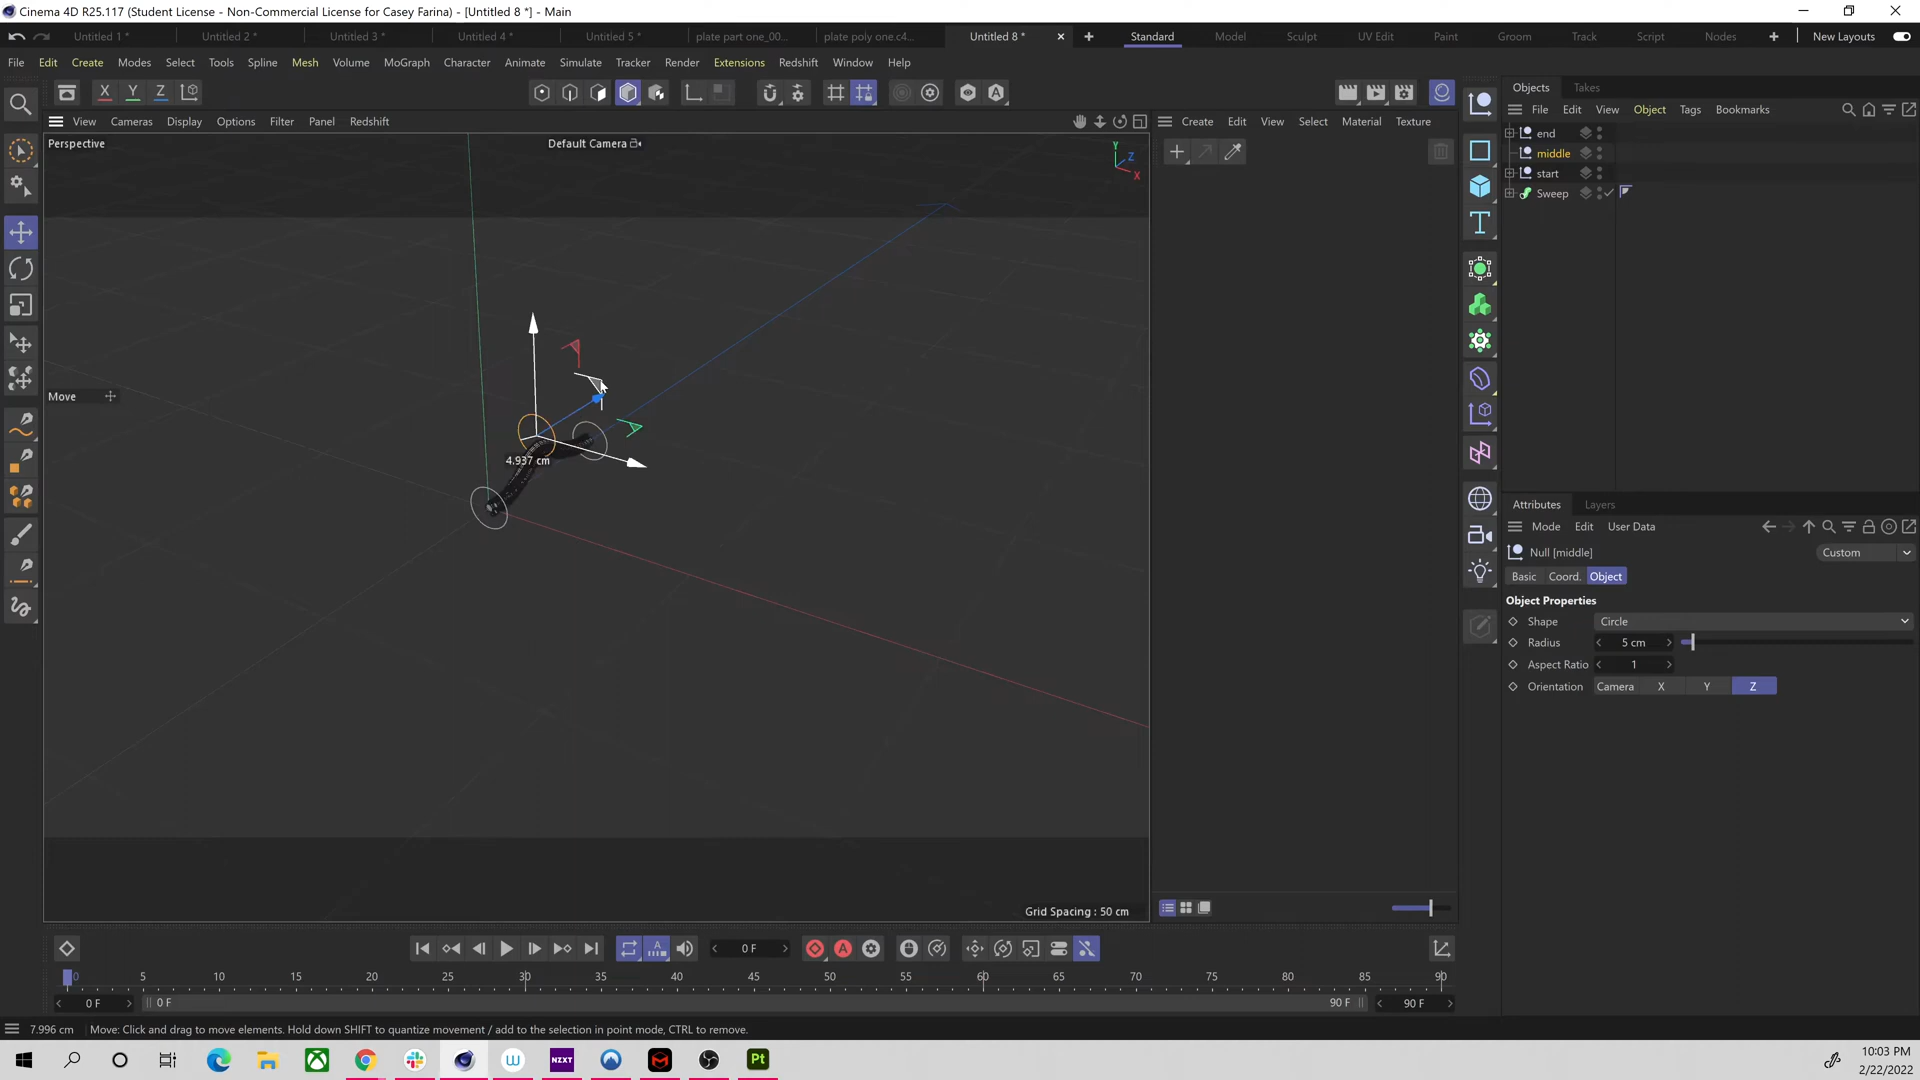 Cinema 4D R25.117 (Student License - Non-Commercial License for Casey Farina) - [Untitled 8 *] - Main
Untitled 1 *
Untitled 2 *
Untitled 3 *
Untitled 4 *
Untitled 5 *
plate part one_00...
plate poly one.c4...
Untitled 8 *
Standard
Model
Sculpt
UV Edit
Paint
Groom
Track
Script
Nodes
New Layouts
File Edit Create Modes Select Tools Spline Mesh Volume MoGraph Character Animate Simulate Tracker Render Extensions Redshift Window Help
X Y Z
Objects Takes
View Cameras Display Options Filter Panel Redshift
Create Edit View Select Material Texture
File Edit View Object Tags Bookmarks
Perspective
Default Camera
Y
Z
X
end
middle
start
Sweep
T
Move
4.937 cm
Attributes Layers
Mode Edit User Data
Null [middle]
Custom
Basic Coord. Object
Object Properties
Shape Circle
Radius 5 cm
Aspect Ratio 1
Orientation Camera X Y Z
Grid Spacing : 50 cm
0 F
0 5 10 15 20 25 30 35 40 45 50 55 60 65 70 75 80 85 90
0 F
0 F
90 F
90 F
7.996 cm Move: Click and drag to move elements. Hold down SHIFT to quantize movement / add to the selection in point mode, CTRL to remove.
NZXT
Pt
10:03 PM
2/22/2022